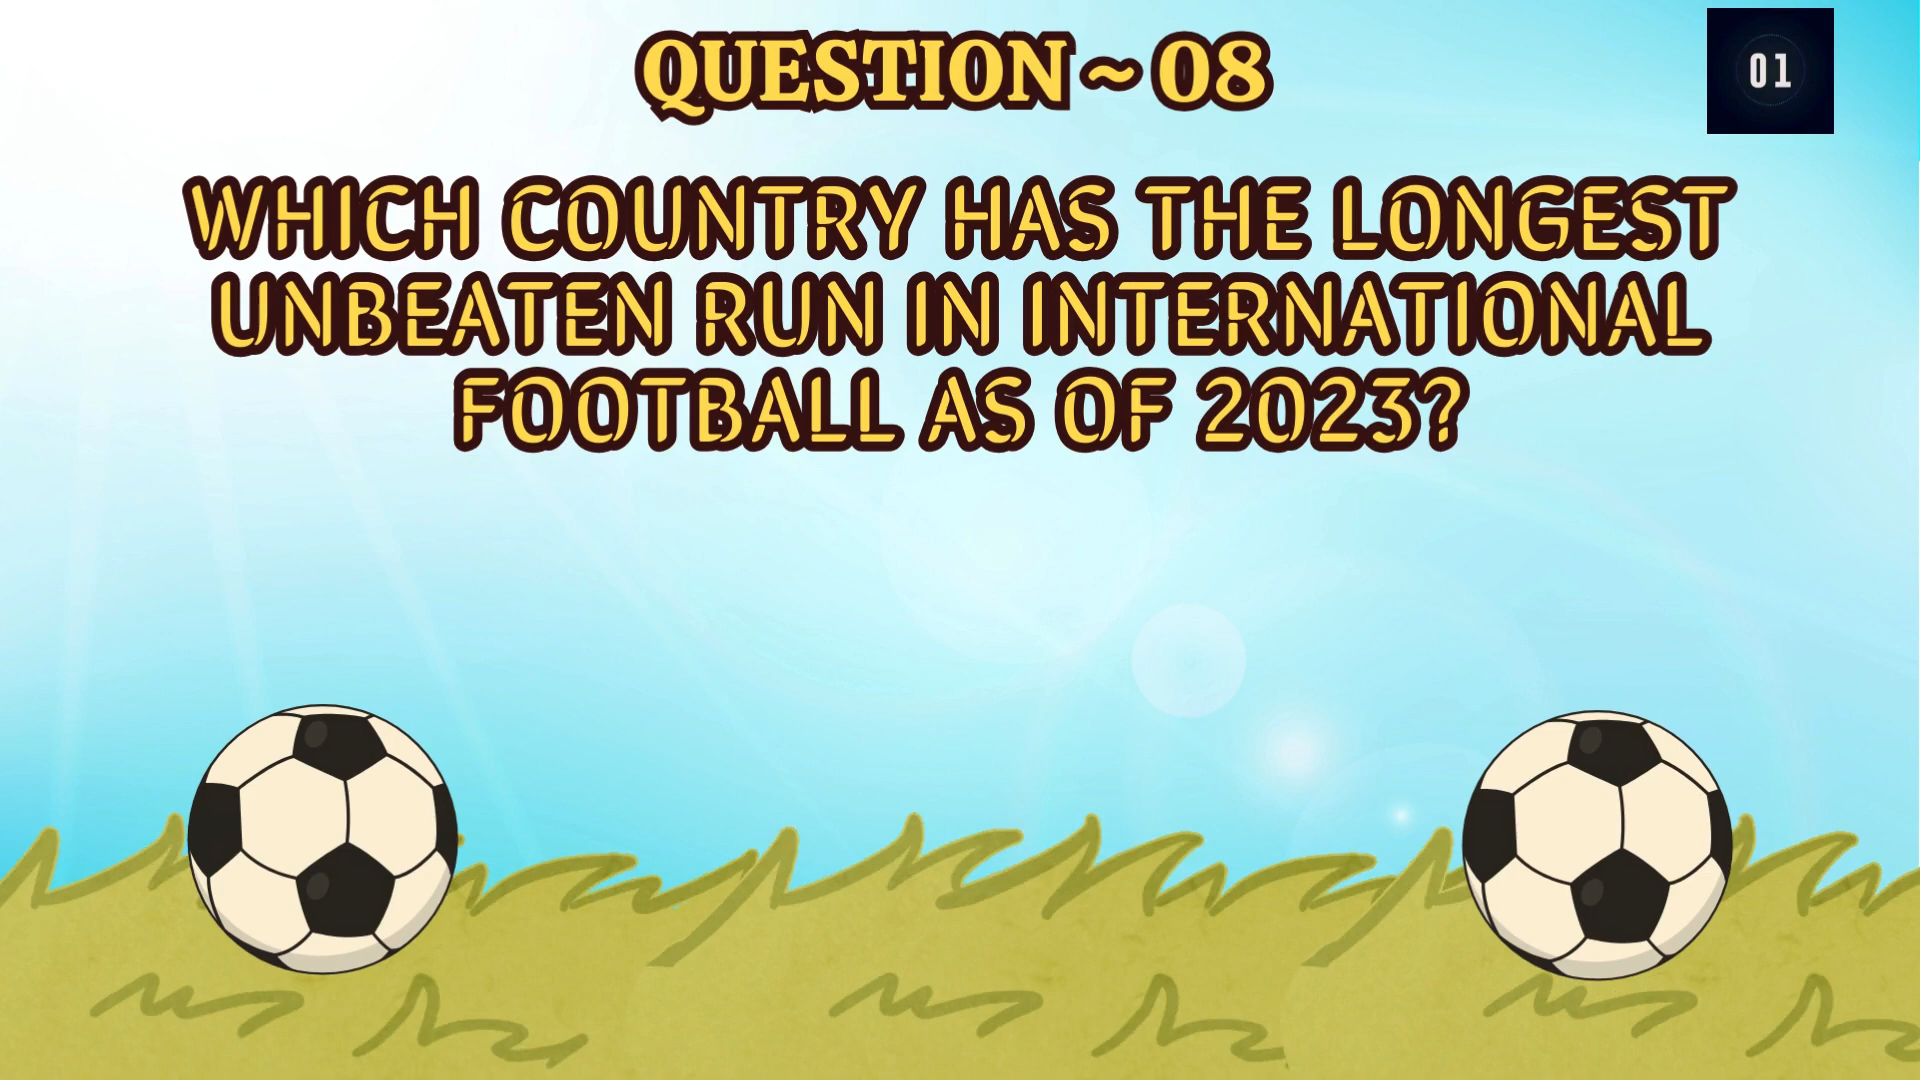 QUESTION ~ 08
01
WHICH COUNTRY HAS THE LONGEST
UNBEATEN RUN IN INTERNATIONAL
FOOTBALL AS OF 2023?